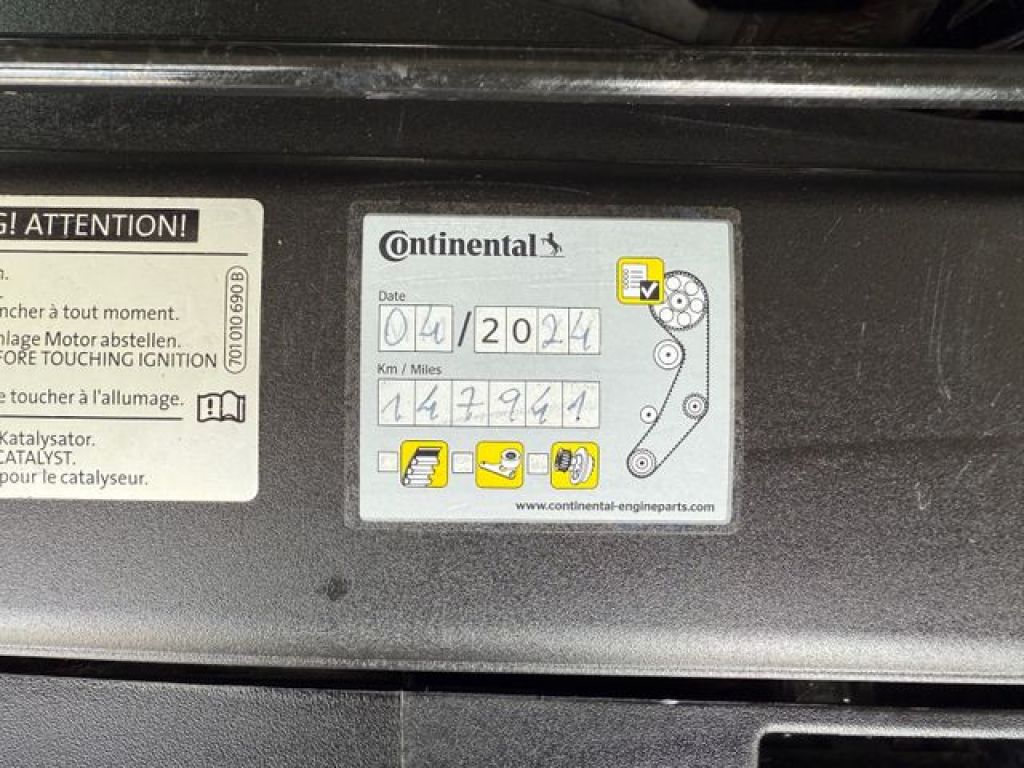 G! ATTENTION!
n.
ncher à tout moment.
nlage Motor abstellen.
FORE TOUCHING IGNITION
e toucher à l'allumage.
Katalysator.
CATALYST.
pour le catalyseur.
701 010 690 B
Continental
Date
04/2024
Km / Miles
147941
www.continental-engineparts.com